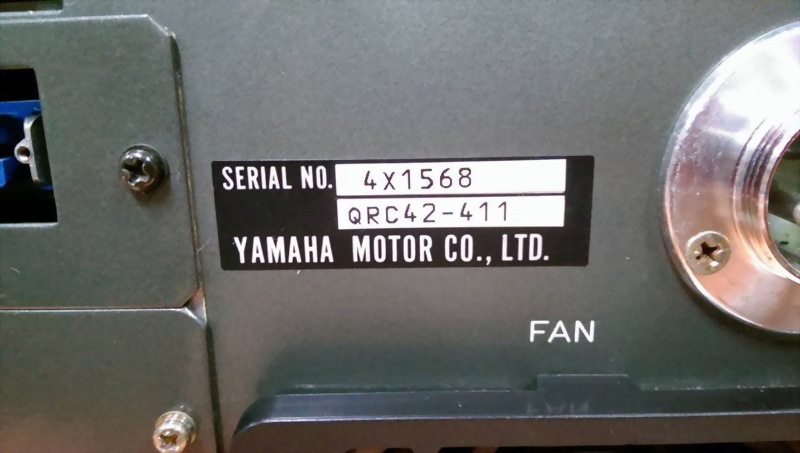 SERIAL NO. 4X1568
QRC42-411
YAMAHA MOTOR CO., LTD.
FAN